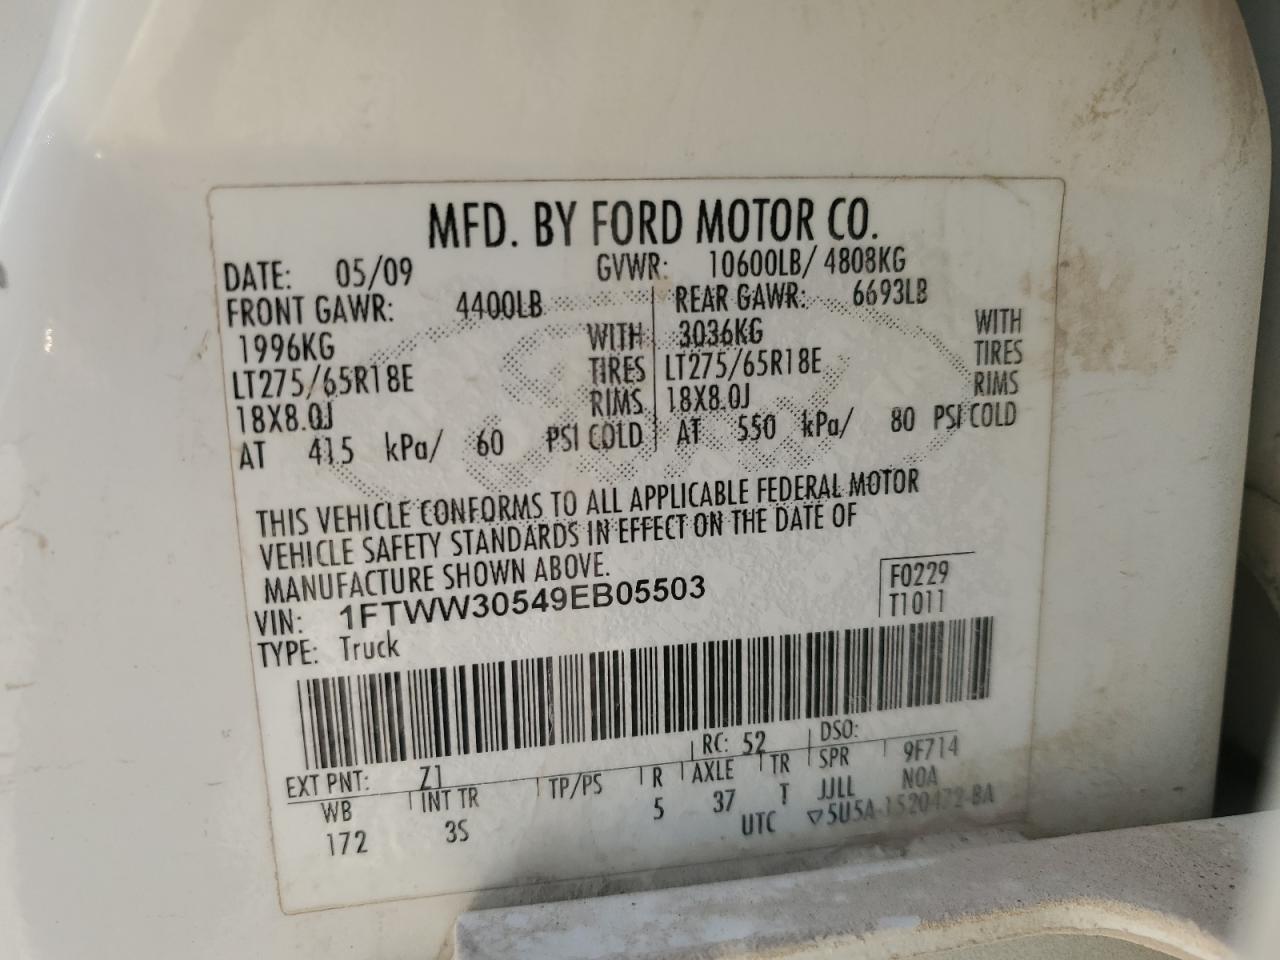 MFD. BY FORD MOTOR CO.
DATE: 05/09 GVWR: 10600LB/ 4808KG
FRONT GAWR: 4400LB REAR GAWR: 6693LB
1996KG WITH 3036KG WITH
LT275/65R18E TIRES LT275/65R18E TIRES
18X8.0J RIMS 18X8.0J RIMS
AT 415 kPa/ 60 PSI COLD AT 550 kPa/ 80 PSI COLD
THIS VEHICLE CONFORMS TO ALL APPLICABLE FEDERAL MOTOR
VEHICLE SAFETY STANDARDS IN EFFECT ON THE DATE OF
MANUFACTURE SHOWN ABOVE.
VIN: 1FTWW30549EB05503 F0229
TYPE: Truck T1011
EXT PNT: Z1 RC: 52 DSO:
WB INT TR TP/PS R AXLE TR SPR 9F714
172 3S 5 37 T JJLL NOA
UTC ▽5U5A-1520472-BA